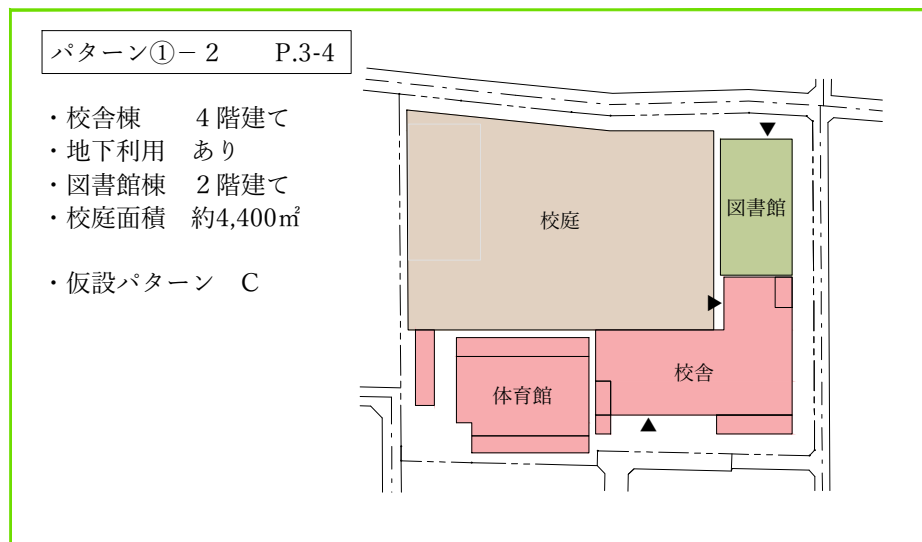 パターン①－２　　P.3-4
・校舎棟　　４階建て
・地下利用　あり
・図書館棟　２階建て
・校庭面積　約4,400㎡
・仮設パターン　C
校庭
図書館
校舎
体育館